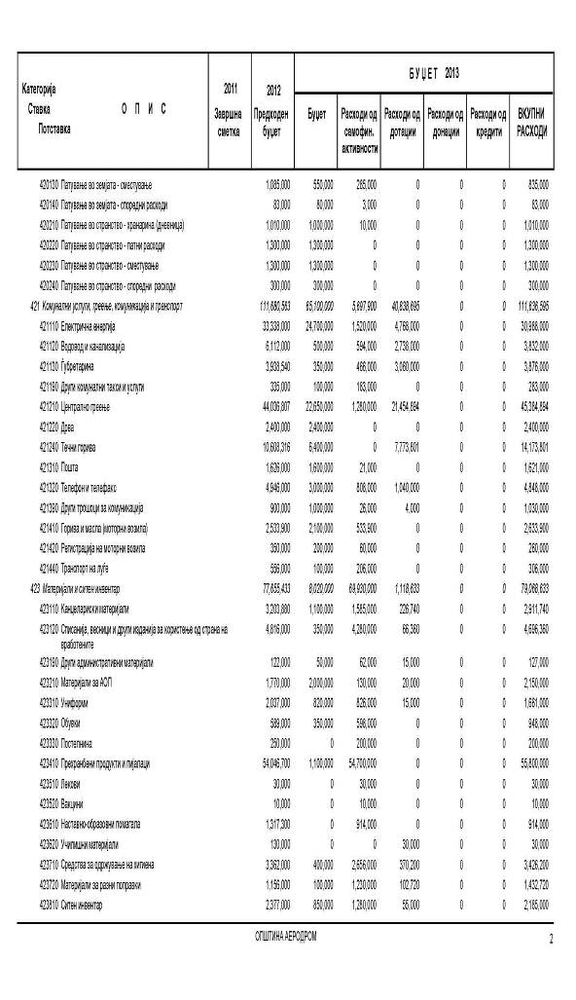 Категорија
Ставка
Потставка
О П И С
2011
Завршна
сметка
2012
Предходен
буџет
Б У Џ Е Т 2013
Буџет
Расходи од
самофин.
активности
Расходи од
дотации
Расходи од
донации
Расходи од
кредити
ВКУПНИ
РАСХОДИ
420130 Патување во земјата - сместување 1,085,000 550,000 285,000 0 0 0 835,000
420140 Патување во земјата - споредни расходи 83,000 80,000 3,000 0 0 0 83,000
420210 Патување во странство - хранарина (дневница) 1,010,000 1,000,000 10,000 0 0 0 1,010,000
420220 Патување во странство - патни расходи 1,300,000 1,300,000 0 0 0 0 1,300,000
420230 Патување во странство - сместување 1,300,000 1,300,000 0 0 0 0 1,300,000
420240 Патување во странство - споредни расходи 300,000 300,000 0 0 0 0 300,000
421 Комунални услуги, греење, комуникација и транспорт 111,680,563 65,100,000 5,697,900 40,838,695 0 0 111,636,595
421110 Електрична енергија 33,338,000 24,700,000 1,520,000 4,768,000 0 0 30,988,000
421120 Водовод и канализација 6,112,000 500,000 594,000 2,738,000 0 0 3,832,000
421130 Ѓубретарина 3,938,540 350,000 466,000 3,060,000 0 0 3,876,000
421190 Други комунални такси и услуги 335,000 100,000 183,000 0 0 0 283,000
421210 Централно греење 44,036,807 22,650,000 1,280,000 21,454,894 0 0 45,384,894
421220 Дрва 2,400,000 2,400,000 0 0 0 0 2,400,000
421240 Течни горива 10,608,316 6,400,000 0 7,773,801 0 0 14,173,801
421310 Пошта 1,626,000 1,600,000 21,000 0 0 0 1,621,000
421320 Телефон и телефакс 4,946,000 3,000,000 808,000 1,040,000 0 0 4,848,000
421390 Други трошоци за комуникација 900,000 1,000,000 26,000 4,000 0 0 1,030,000
421410 Горива и масла (моторни возила) 2,533,900 2,100,000 533,900 0 0 0 2,633,900
421420 Регистрација на моторни возила 350,000 200,000 60,000 0 0 0 260,000
421440 Транспорт на луѓе 556,000 100,000 206,000 0 0 0 306,000
423 Материјали и ситен инвентар 77,655,433 8,020,000 69,930,000 1,118,633 0 0 79,068,633
423110 Канцелариски материјали 3,203,880 1,100,000 1,585,000 226,740 0 0 2,911,740
423120 Списанија, весници и други изданија за користење од страна на
вработените 4,816,000 350,000 4,280,000 66,360 0 0 4,696,360
423190 Други административни материјали 122,000 50,000 62,000 15,000 0 0 127,000
423210 Материјали за АОП 1,770,000 2,000,000 130,000 20,000 0 0 2,150,000
423310 Униформи 2,037,000 820,000 826,000 15,000 0 0 1,661,000
423320 Обувки 589,000 350,000 598,000 0 0 0 948,000
423330 Постелнина 250,000 0 200,000 0 0 0 200,000
423410 Прехранбени продукти и пијалаци 54,046,700 1,100,000 54,700,000 0 0 0 55,800,000
423510 Лекови 30,000 0 30,000 0 0 0 30,000
423520 Вакцини 10,000 0 10,000 0 0 0 10,000
423610 Наставно-образовни помагала 1,317,300 0 914,000 0 0 0 914,000
423620 Училишни материјали 130,000 0 0 30,000 0 0 30,000
423710 Средства за одржување на хигиена 3,362,000 400,000 2,656,000 370,200 0 0 3,426,200
423720 Материјали за разни поправки 1,156,000 100,000 1,230,000 102,720 0 0 1,432,720
423810 Ситен инвентар 2,377,000 850,000 1,280,000 55,000 0 0 2,185,000
ОПШТИНА АЕРОДРОМ 2